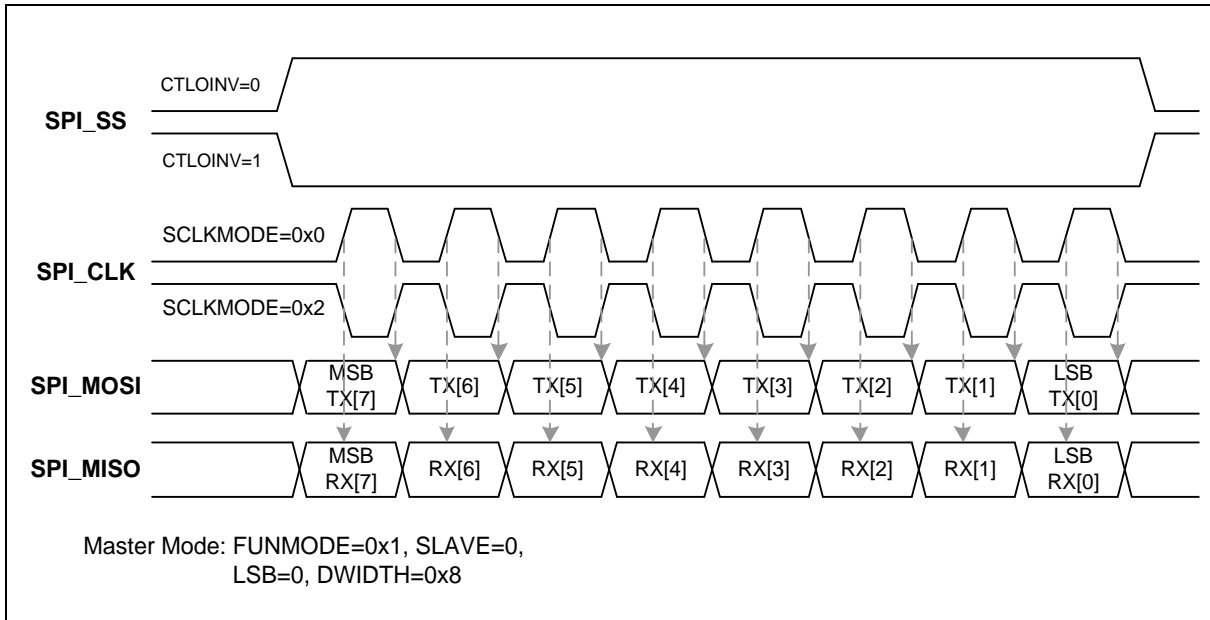 CTLOINV=0
SPI_SS
CTLOINV=1
SCLKMODE=0x0
SPI_CLK
SCLKMODE=0x2
SPI_MOSI MSB TX[6] TX[5] TX[4] TX[3] TX[2] TX[1] LSB
TX[7] TX[0]
SPI_MISO MSB RX[6] RX[5] RX[4] RX[3] RX[2] RX[1] LSB
RX[7] RX[0]
Master Mode: FUNMODE=0x1, SLAVE=0,
LSB=0, DWIDTH=0x8